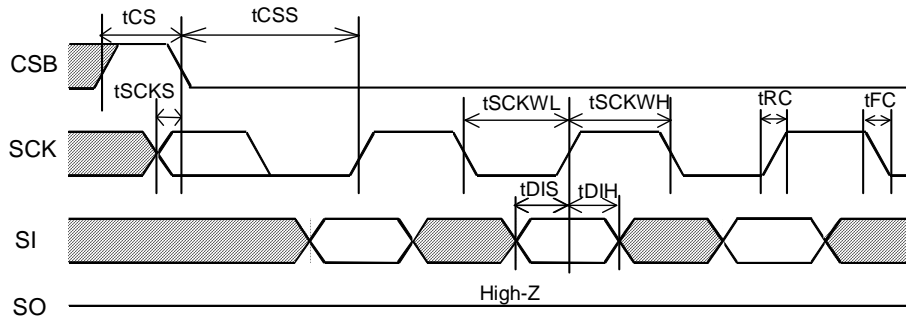 tCS tCSS
CSB
tSCKS tSCKWL tSCKWH tRC tFC
SCK
tDIS tDIH
SI
High-Z
SO